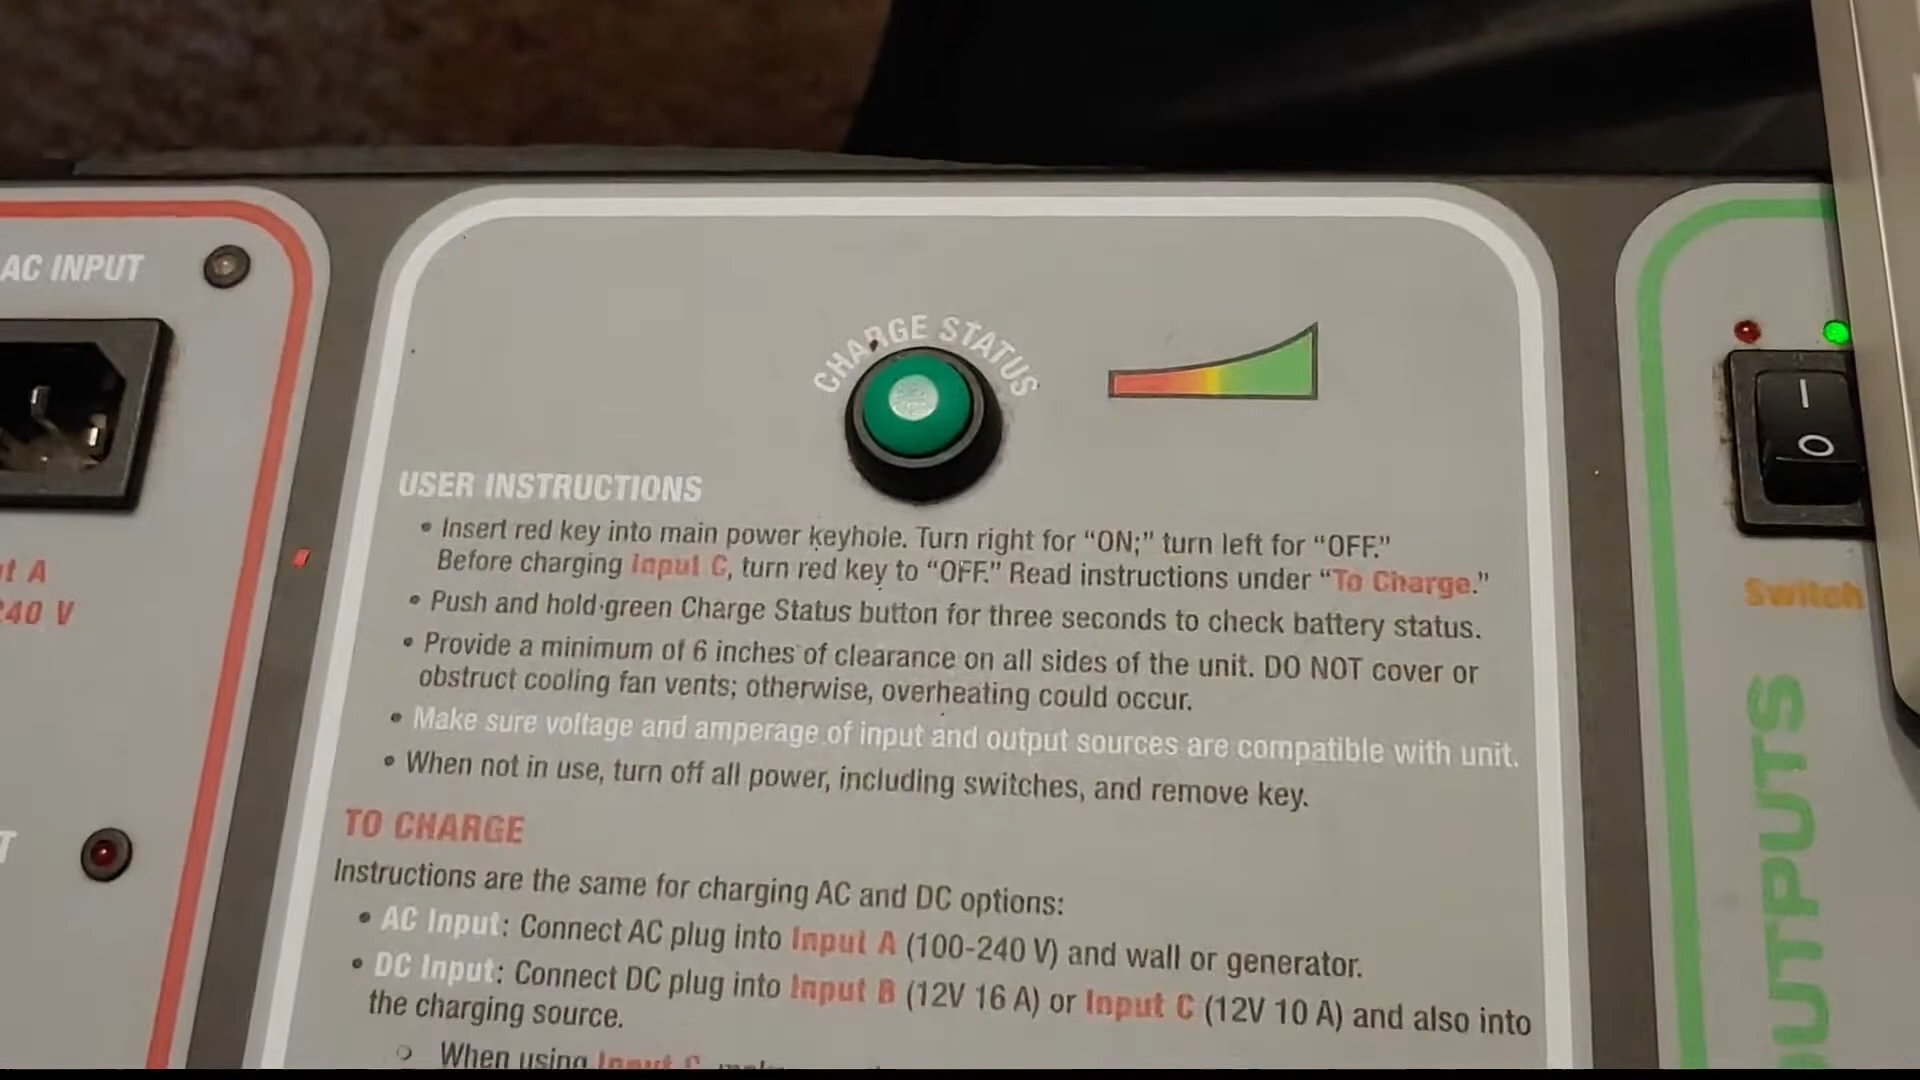 AC INPUT
CHARGE STATUS
USER INSTRUCTIONS
• Insert red key into main power keyhole. Turn right for “ON;” turn left for “OFF.”
Before charging Input C, turn red key to “OFF.” Read instructions under “To Charge.”
• Push and hold green Charge Status button for three seconds to check battery status.
• Provide a minimum of 6 inches of clearance on all sides of the unit. DO NOT cover or
obstruct cooling fan vents; otherwise, overheating could occur.
• Make sure voltage and amperage of input and output sources are compatible with unit.
• When not in use, turn off all power, including switches, and remove key.
TO CHARGE
Instructions are the same for charging AC and DC options:
• AC Input: Connect AC plug into Input A (100-240 V) and wall or generator.
• DC Input: Connect DC plug into Input B (12V 16 A) or Input C (12V 10 A) and also into
the charging source.
When using Input C
A
240 V
T
Switch
UTPUTS